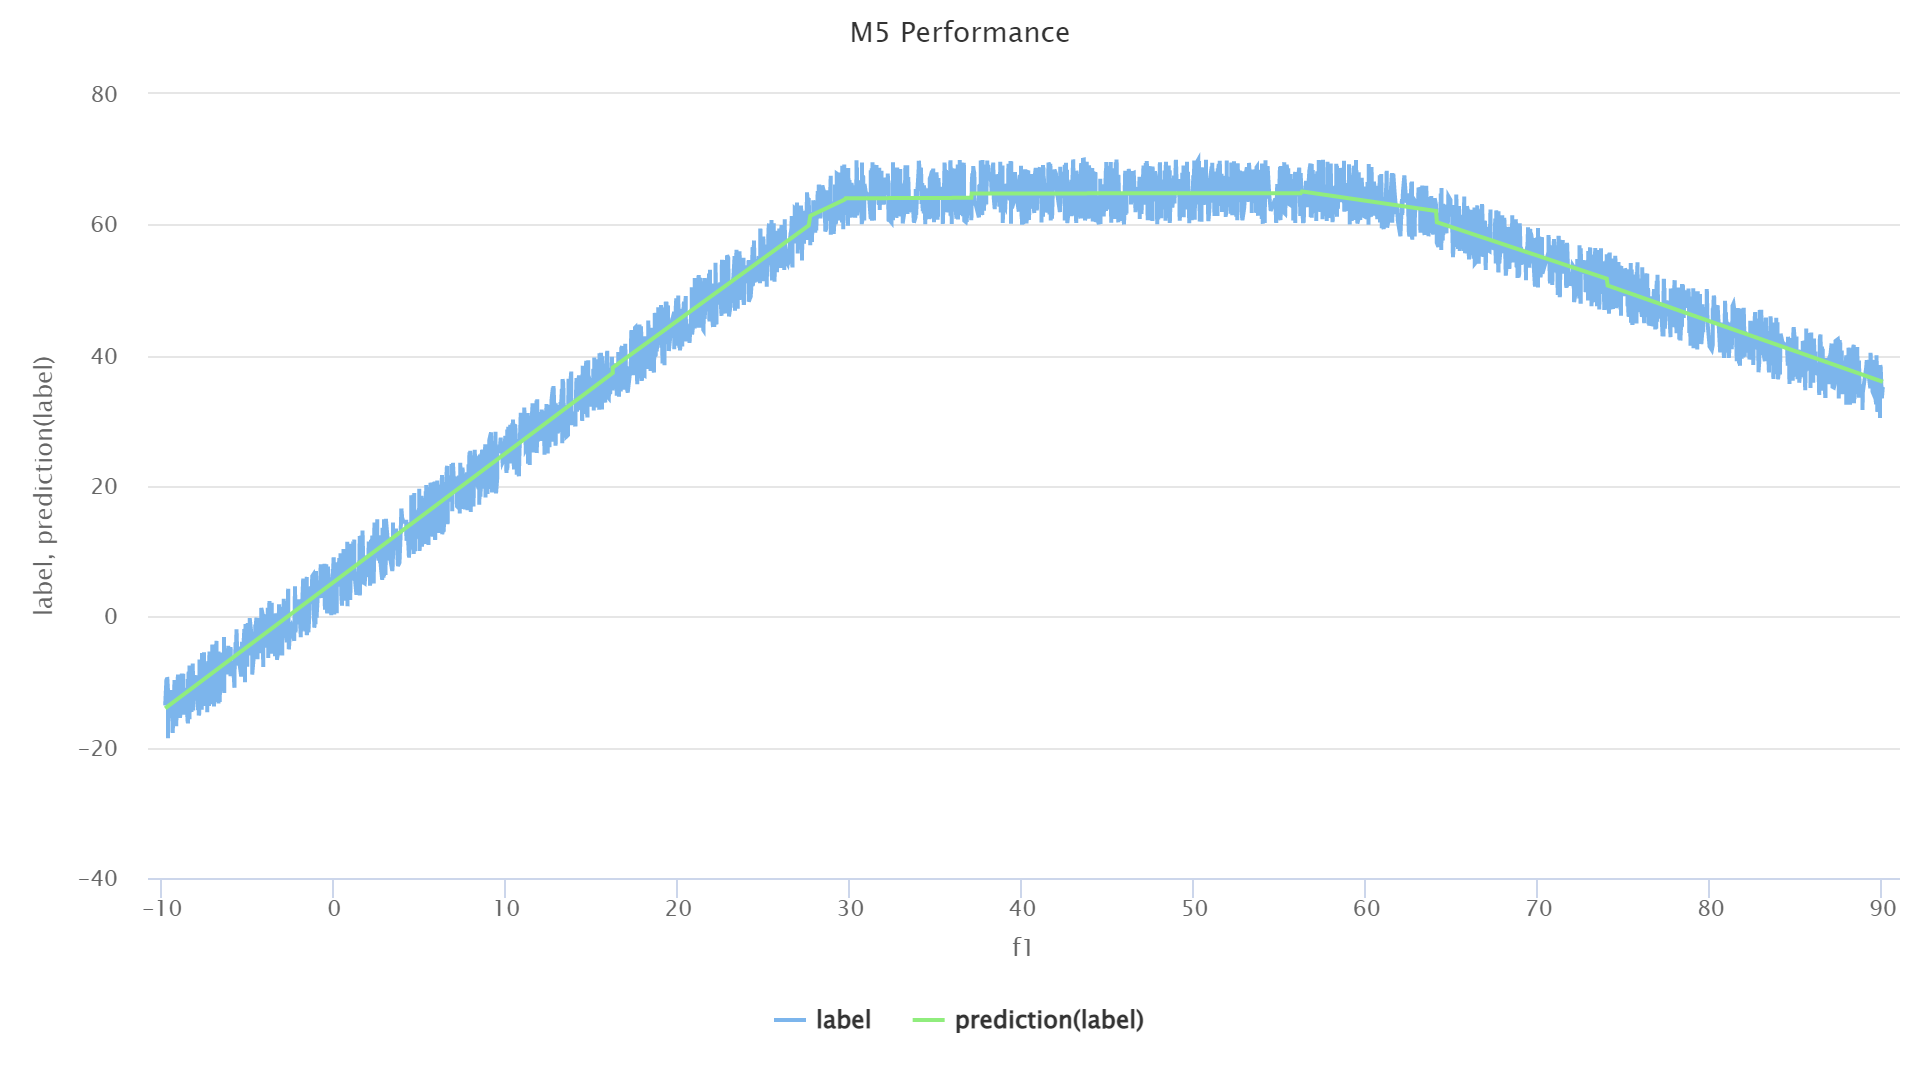 M5 Performance
80
60
40
20
0
−20
−40
label, prediction(label)
−10 0 10 20 30 40 50 60 70 80 90
f1
label prediction(label)